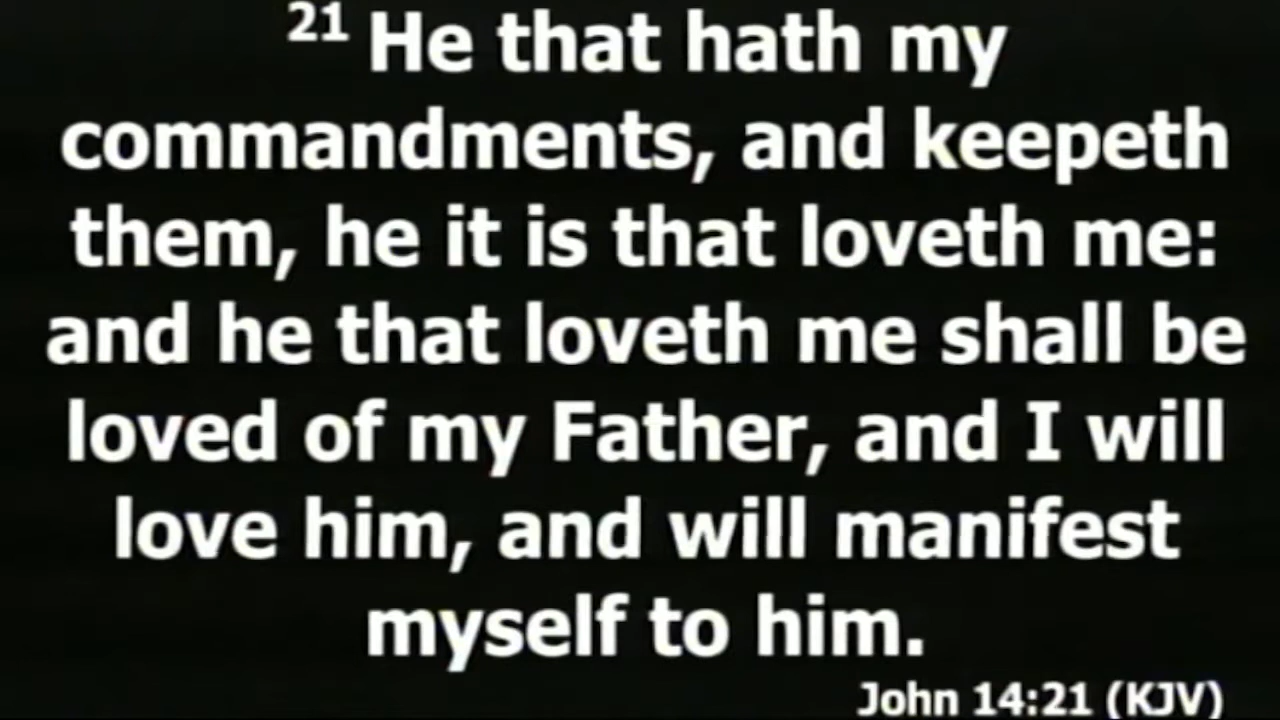 21 He that hath my
commandments, and keepeth
them, he it is that loveth me:
and he that loveth me shall be
loved of my Father, and I will
love him, and will manifest
myself to him.
John 14:21 (KJV)